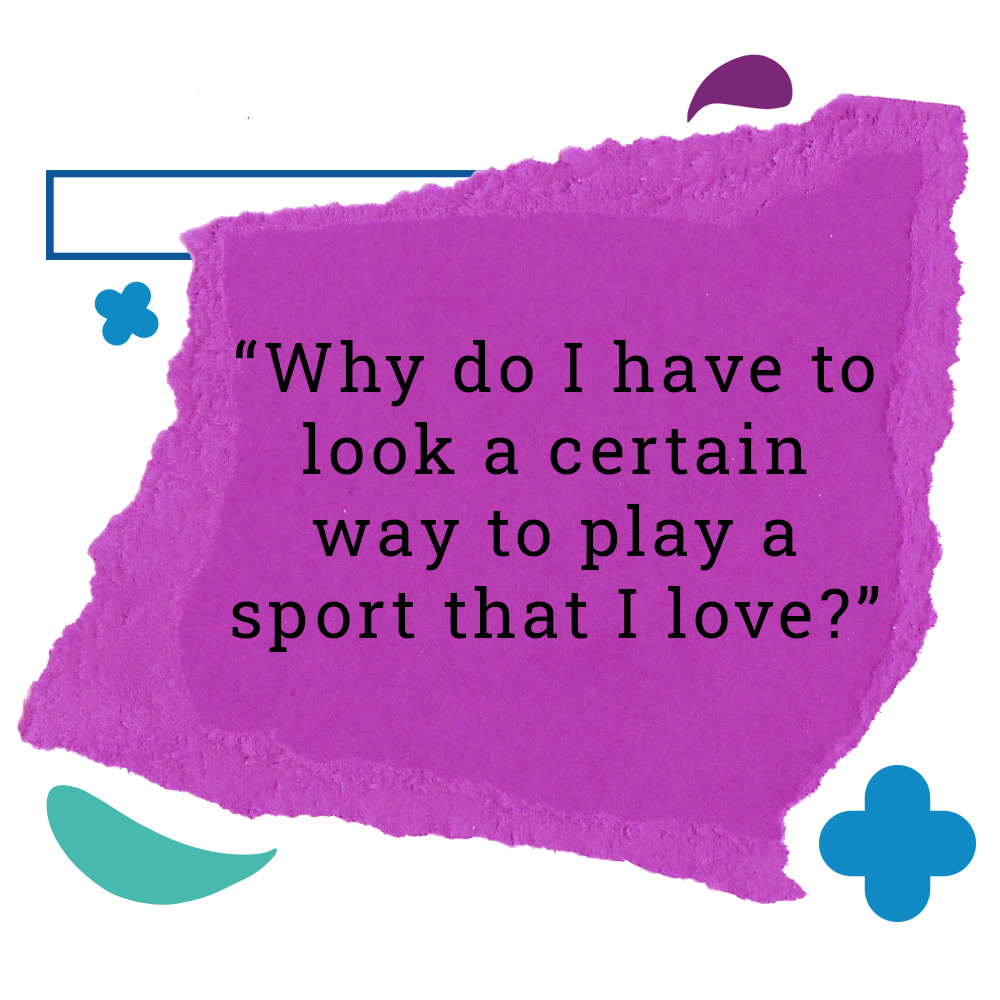 “Why do I have to
look a certain
way to play a
sport that I love?”